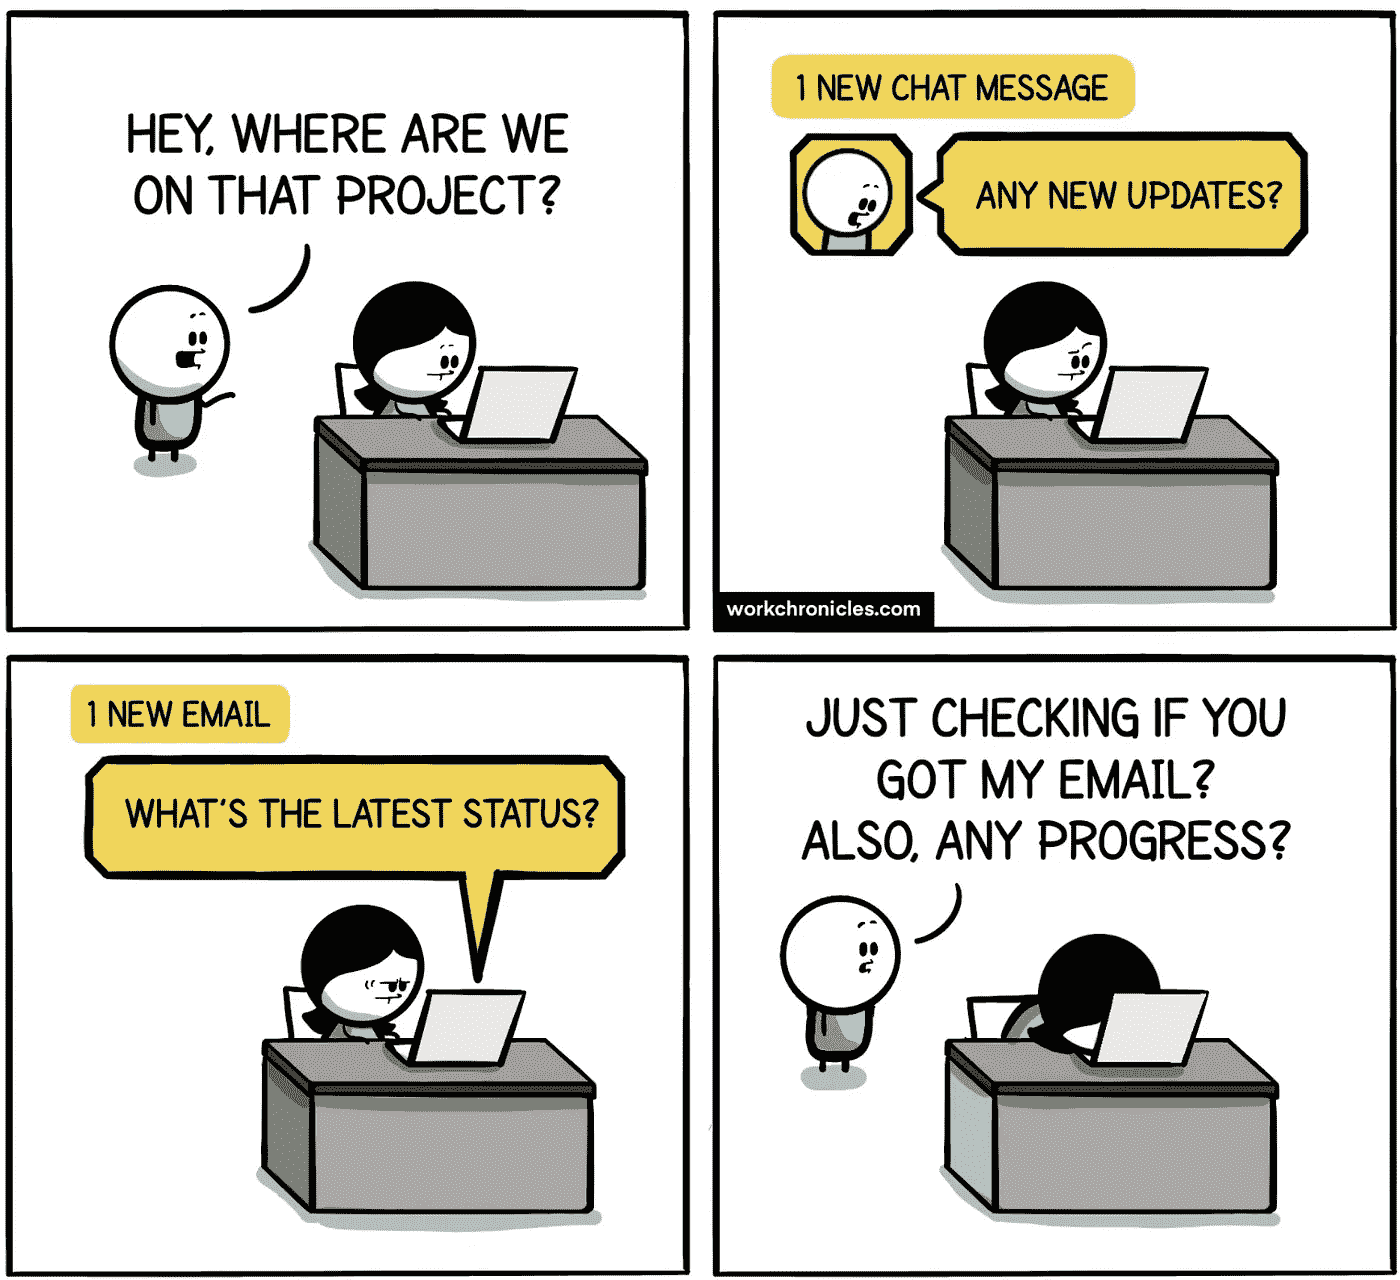 HEY, WHERE ARE WE
ON THAT PROJECT?
1 NEW CHAT MESSAGE
ANY NEW UPDATES?
workchronicles.com
1 NEW EMAIL
WHAT'S THE LATEST STATUS?
JUST CHECKING IF YOU
GOT MY EMAIL?
ALSO, ANY PROGRESS?